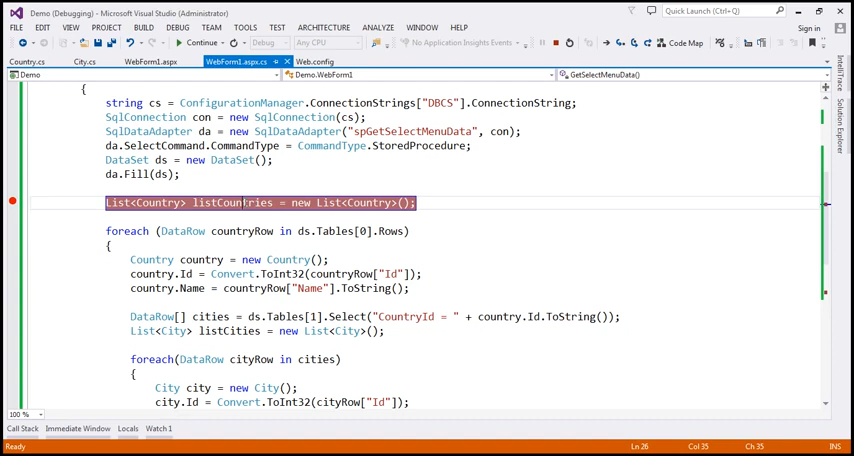 Demo (Debugging) - Microsoft Visual Studio (Administrator)
Quick Launch (Ctrl+Q)
FILE EDIT VIEW PROJECT BUILD DEBUG TEAM TOOLS TEST ARCHITECTURE ANALYZE WINDOW HELP
Sign in
Continue Debug Any CPU No Application Insights Events Code Map
Country.cs City.cs WebForm1.aspx WebForm1.aspx.cs Web.config
Demo Demo.WebForm1 GetSelectMenuData()
{
string cs = ConfigurationManager.ConnectionStrings["DBCS"].ConnectionString;
SqlConnection con = new SqlConnection(cs);
SqlDataAdapter da = new SqlDataAdapter("spGetSelectMenuData", con);
da.SelectCommand.CommandType = CommandType.StoredProcedure;
DataSet ds = new DataSet();
da.Fill(ds);
List<Country> listCountries = new List<Country>();
foreach (DataRow countryRow in ds.Tables[0].Rows)
{
Country country = new Country();
country.Id = Convert.ToInt32(countryRow["Id"]);
country.Name = countryRow["Name"].ToString();
DataRow[] cities = ds.Tables[1].Select("CountryId = " + country.Id.ToString());
List<City> listCities = new List<City>();
foreach(DataRow cityRow in cities)
{
City city = new City();
city.Id = Convert.ToInt32(cityRow["Id"]);
100 %
Call Stack Immediate Window Locals Watch 1
Ready Ln 26 Col 35 Ch 35 INS
IntelliTrace
Solution Explorer